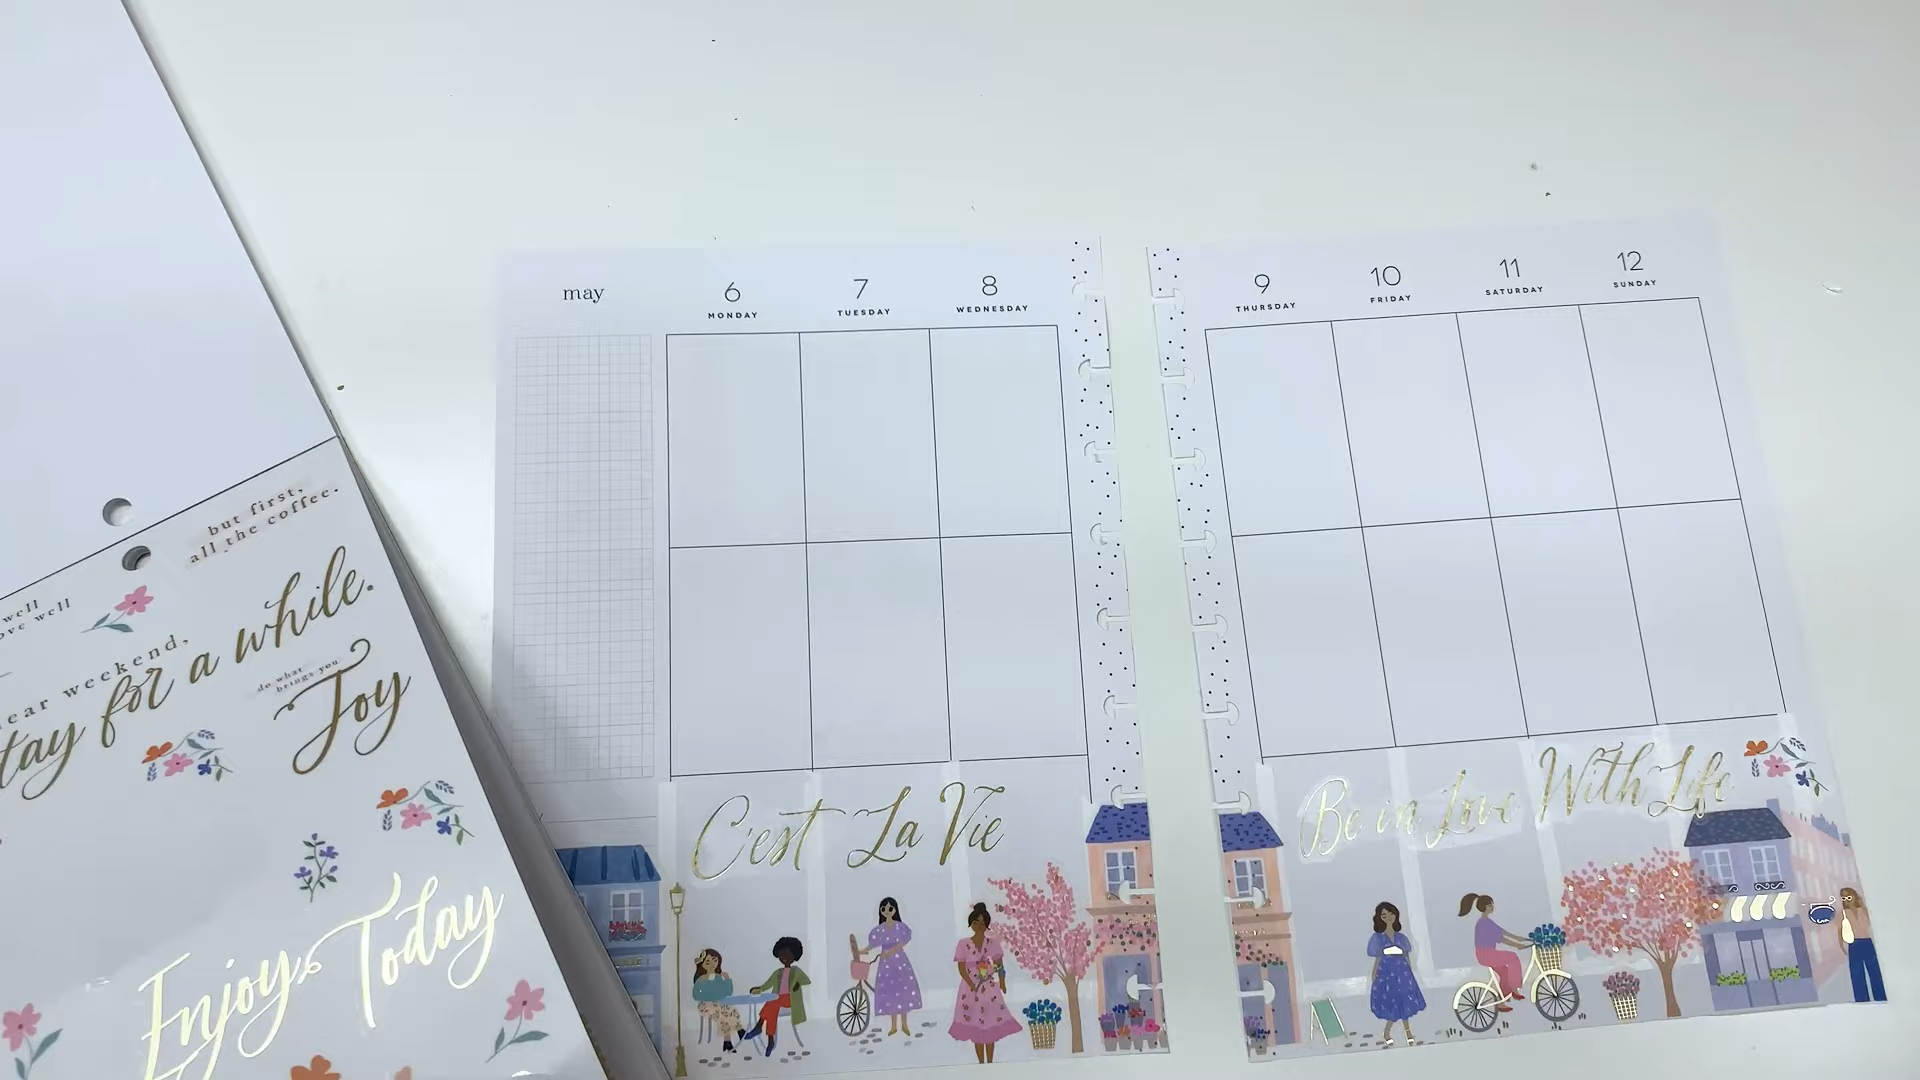 may
6
MONDAY
7
TUESDAY
8
WEDNESDAY
9
THURSDAY
10
FRIDAY
11
SATURDAY
12
SUNDAY
C'est La Vie
Be in Love With Life
but first,
all the coffee.
well
well
weekend,
for a while.
do what
brings you
Joy
Enjoy Today